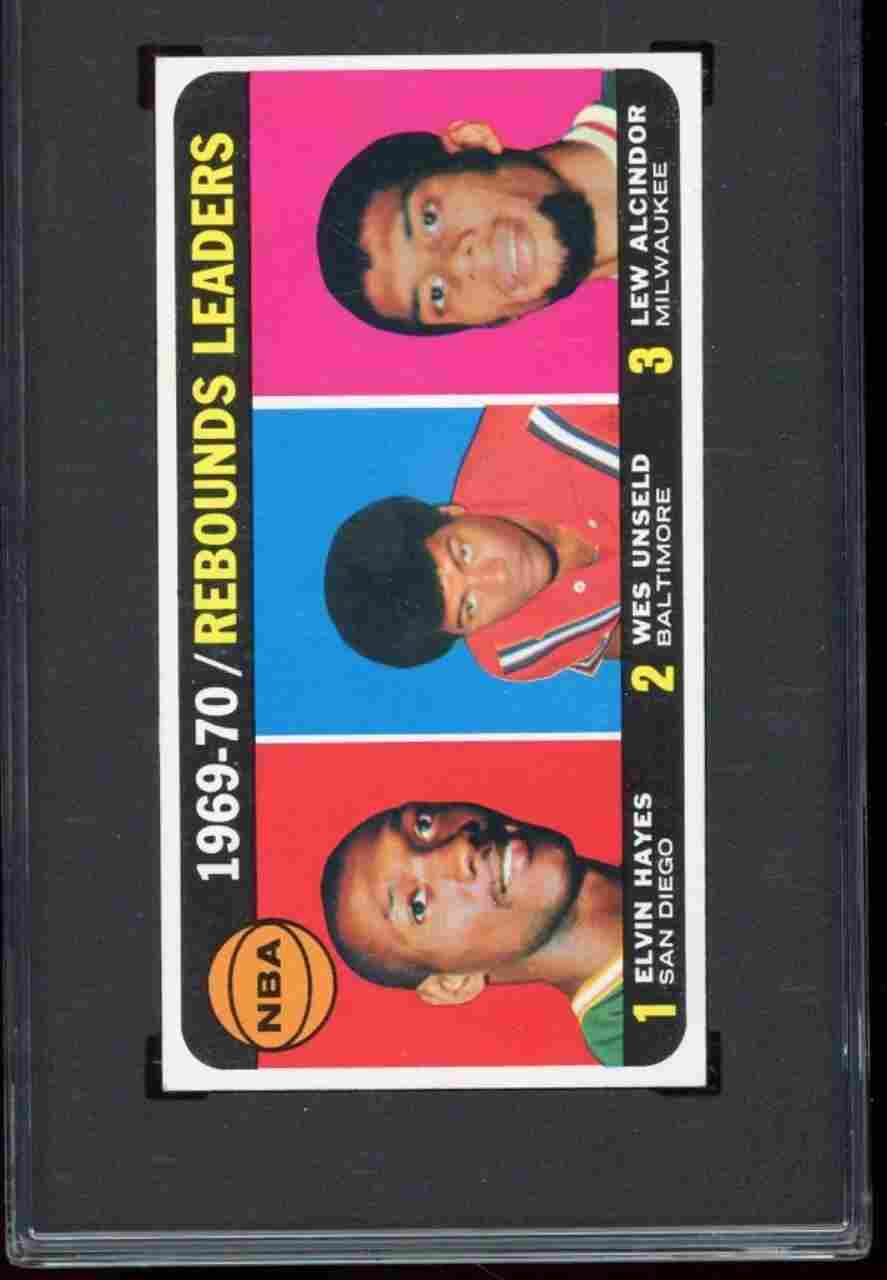 1969-70/REBOUNDS LEADERS
NBA
1 ELVIN HAYES
SAN DIEGO
2 WES UNSELD
BALTIMORE
3 LEW ALCINDOR
MILWAUKEE